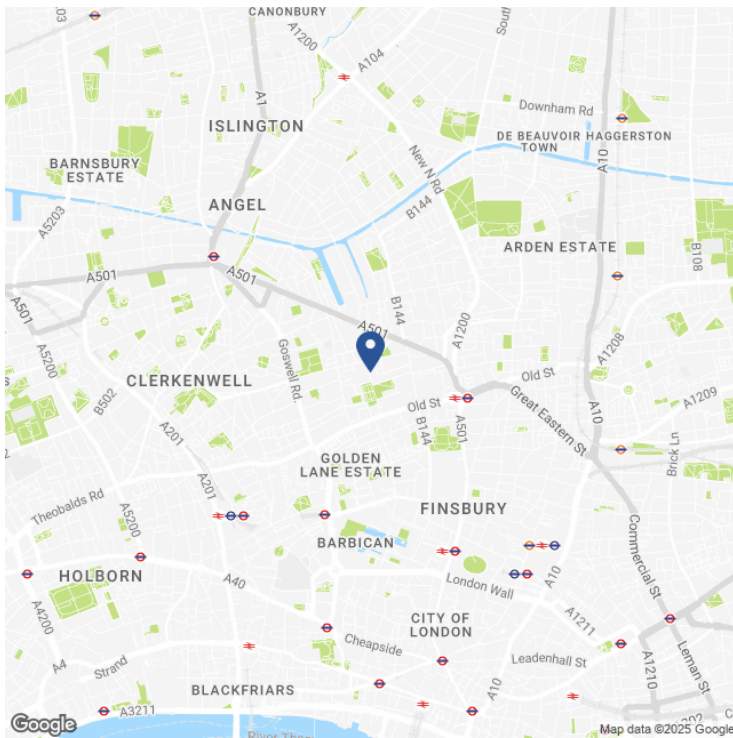 CANONBURY
A103
A1200
A104
South
A1
ISLINGTON
Downham Rd
DE BEAUVOIR
TOWN
HAGGERSTON
BARNSBURY
ESTATE
New N Rd
A10
ANGEL
A5203
B144
ARDEN ESTATE
B108
A501
A501
A501
A501
B144
A1200
A5200
Goswell Rd.
A1208
CLERKENWELL
Old St
Old St
Great Eastern St
B502
A10
A1209
A201
B144
A501
Brick Ln
GOLDEN
LANE ESTATE
Theobalds Rd
A201
A5200
FINSBURY
Commercial St
BARBICAN
HOLBORN
A40
London Wall
A10
A4200
A1211
CITY OF
LONDON
Cheapside
Leadenhall St
A4
Strand
A10
A1210
Leman St
BLACKFRIARS
A3211
Google
Map data ©2025 Google